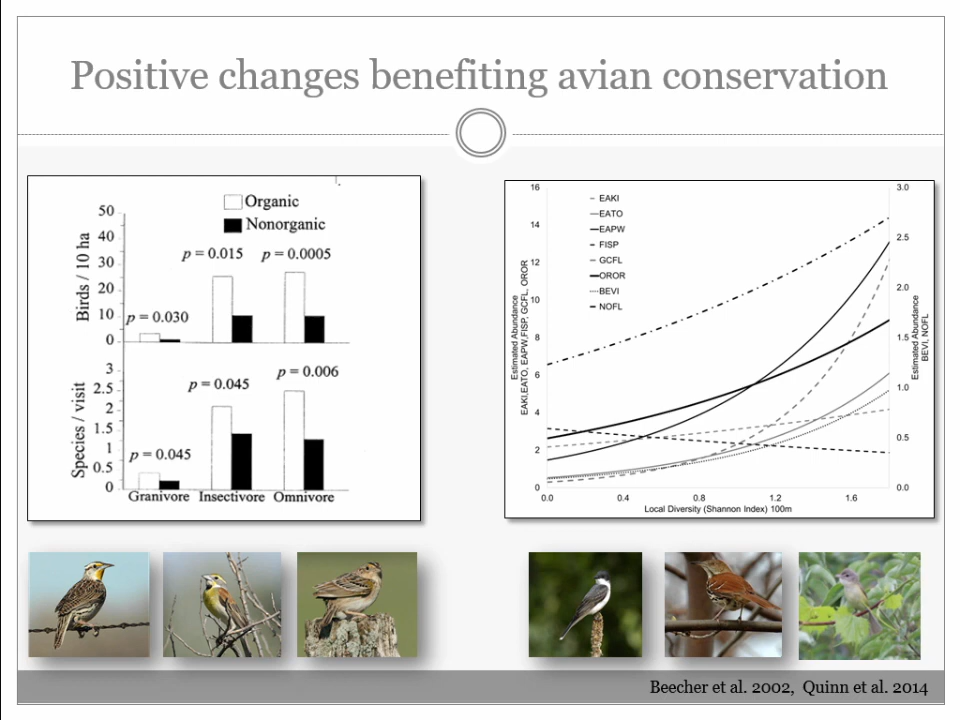 Positive changes benefiting avian conservation
Organic
Nonorganic
Birds / 10 ha
50
40
30
20
10
0
p = 0.030
p = 0.015
p = 0.0005
Species / visit
3
2.5
2
1.5
1
0.5
0
p = 0.045
p = 0.045
p = 0.006
Granivore Insectivore Omnivore
Estimated Abundance
EAKI,EATO, EAPW,FISP, GCFL, OROR
16
14
12
10
8
6
4
2
0
EAKI
EATO
EAPW
FISP
GCFL
OROR
BEVI
NOFL
3.0
2.5
2.0
1.5
1.0
0.5
0.0
Estimated Abundance
BEVI, NOFL
0.0 0.4 0.8 1.2 1.6
Local Diversity (Shannon Index) 100m
Beecher et al. 2002, Quinn et al. 2014